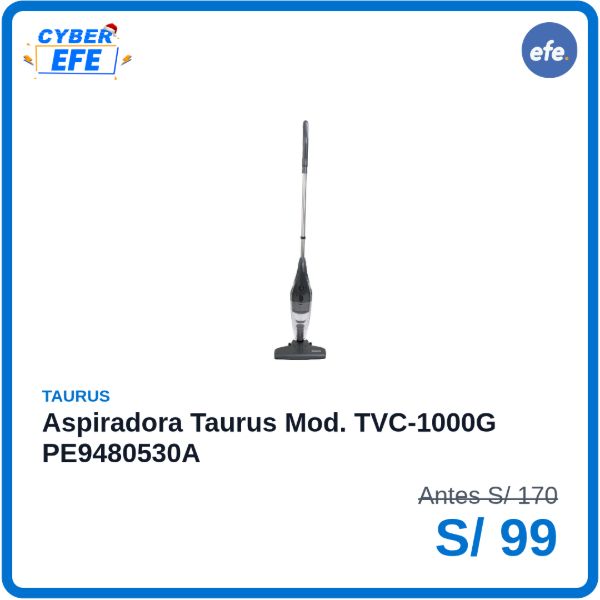 CYBER
EFE
efe.
TAURUS
Aspiradora Taurus Mod. TVC-1000G
PE9480530A
Antes S/ 170
S/ 99